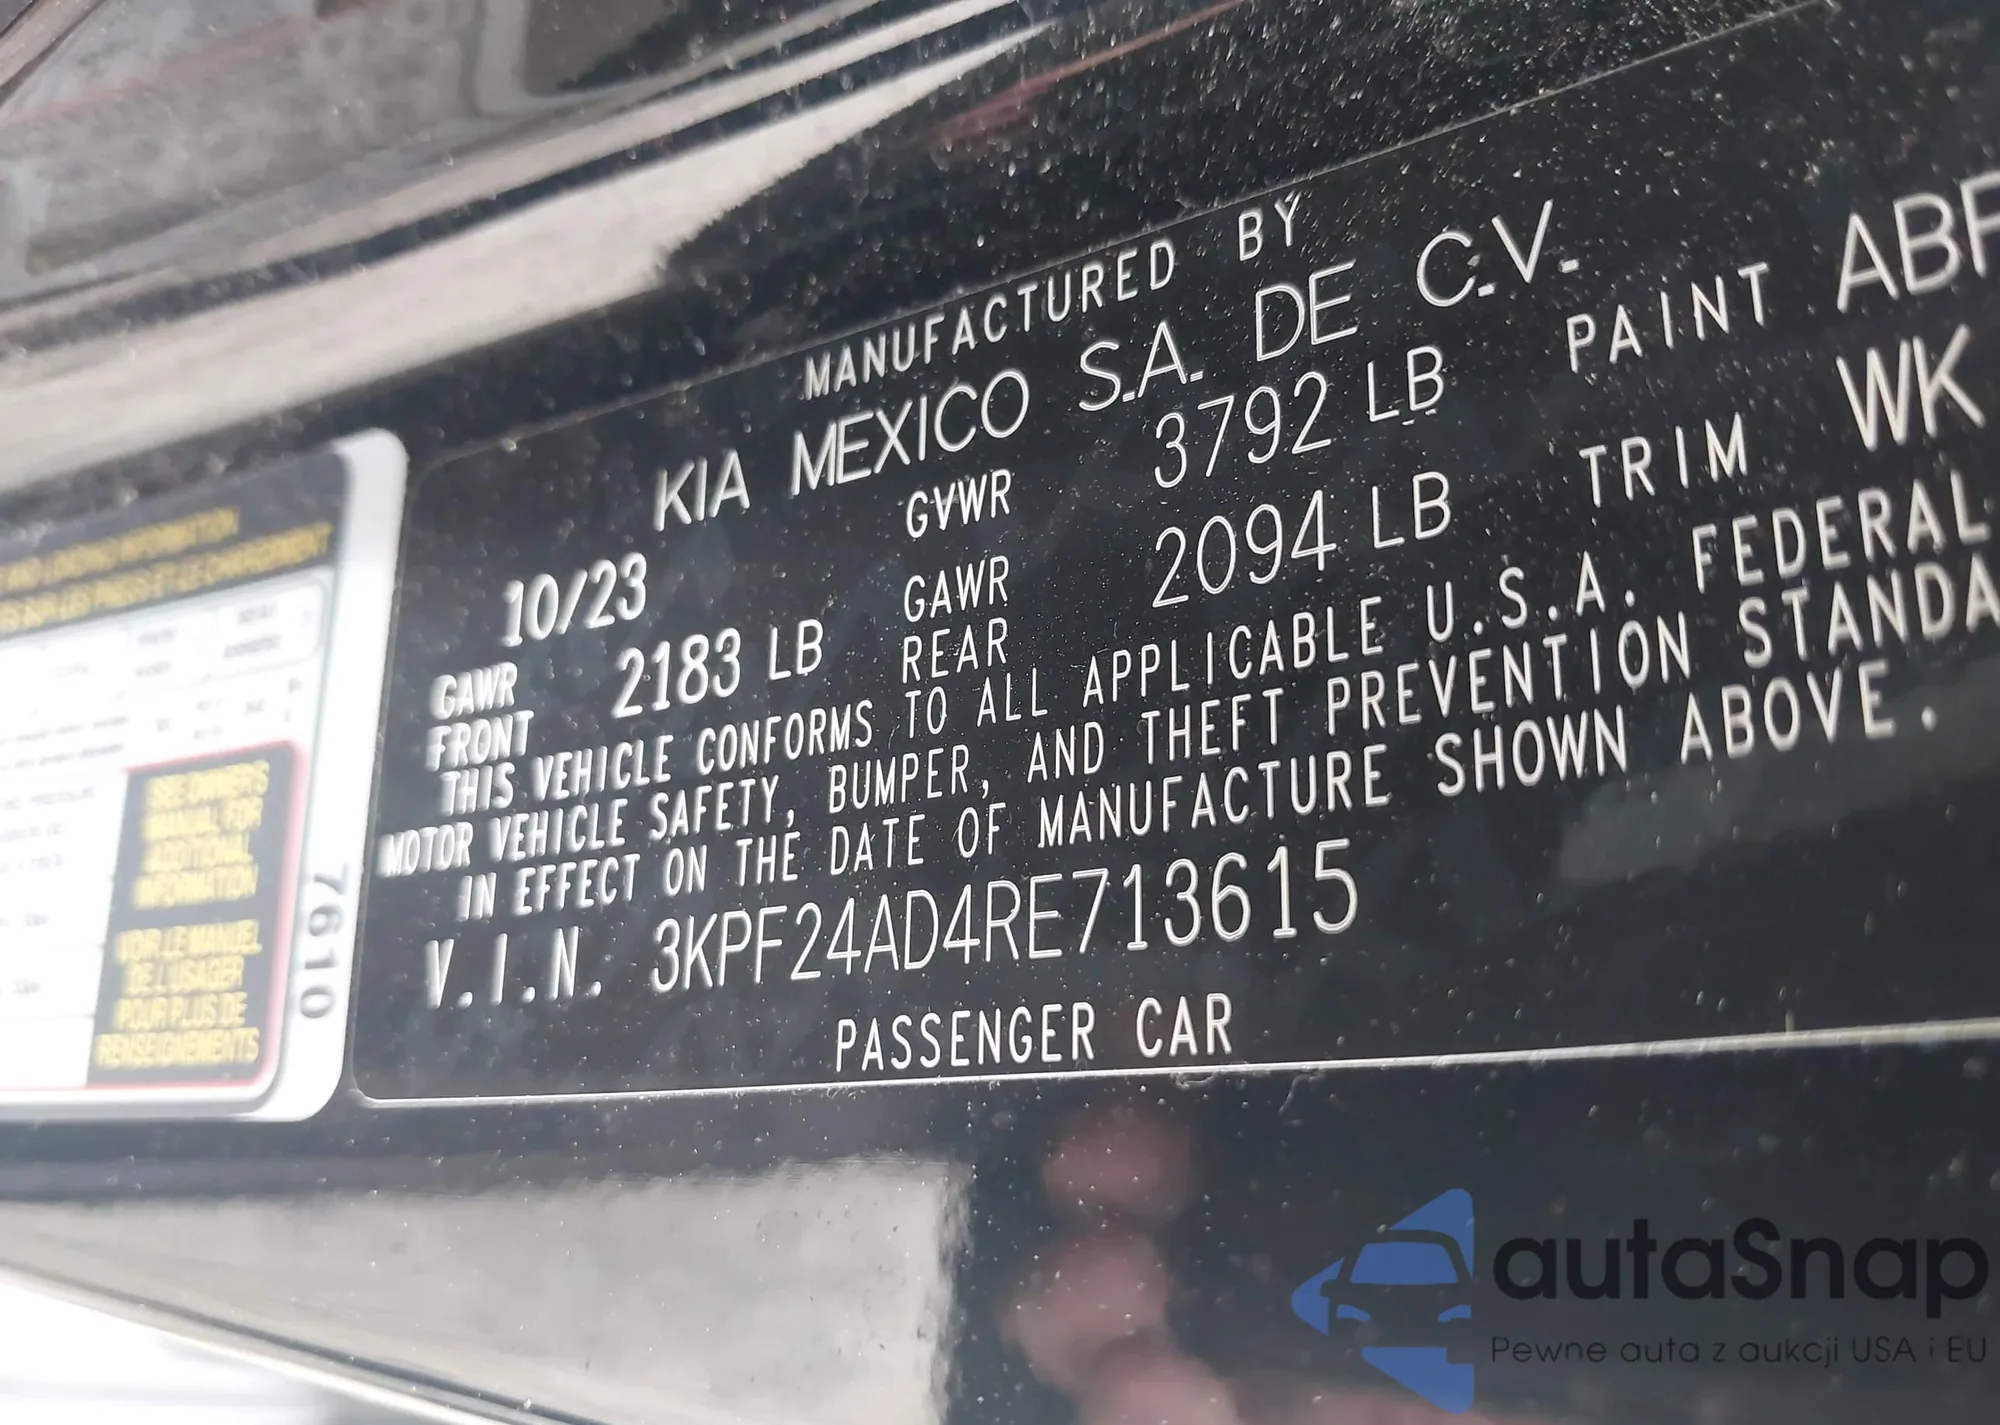 MANUFACTURED BY
KIA MEXICO S.A. DE C.V.
10/23 GVWR 3792 LB PAINT ABP
GAWR FRONT 2183 LB GAWR REAR 2094 LB TRIM WK
THIS VEHICLE CONFORMS TO ALL APPLICABLE U.S.A. FEDERAL
MOTOR VEHICLE SAFETY, BUMPER, AND THEFT PREVENTION STANDA
IN EFFECT ON THE DATE OF MANUFACTURE SHOWN ABOVE.
V.I.N. 3KPF24AD4RE713615
PASSENGER CAR
SEE OWNER'S
MANUAL FOR
ADDITIONAL
INFORMATION
VOIR LE MANUEL
DE L'USAGER
POUR PLUS DE
RENSEIGNEMENTS
7610
autaSnap
Pewne auta z aukcji USA i EU